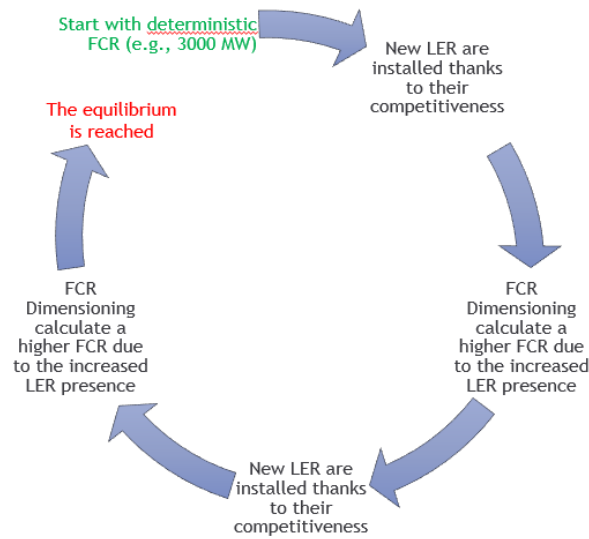 Start with deterministic
FCR (e.g., 3000 MW)
New LER are
installed thanks
to their
competitiveness
FCR
Dimensioning
calculate a
higher FCR due
to the increased
LER presence
New LER are
installed thanks
to their
competitiveness
FCR
Dimensioning
calculate a
higher FCR due
to the increased
LER presence
The equilibrium
is reached